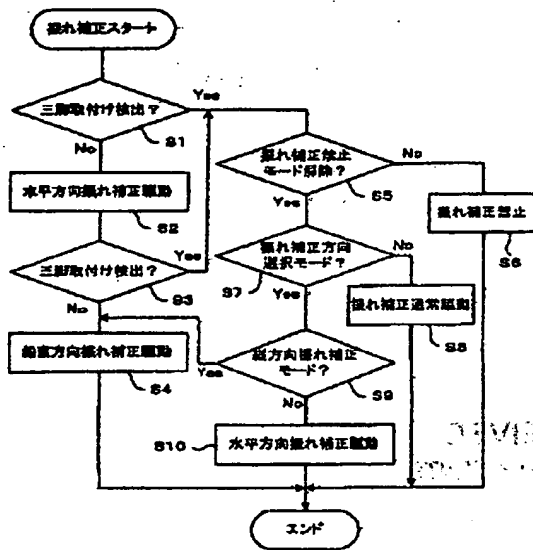 振れ補正スタート
三脚取付け検出?
Yes
S1
No
水平方向振れ補正駆動
S2
三脚取付け検出?
Yes
S3
No
鉛直方向振れ補正駆動
S4
振れ補正禁止
モード解除?
No
S5
Yes
振れ補正禁止
S6
振れ補正方向
選択モード?
No
S7
Yes
振れ補正通常駆動
S8
縦方向振れ補正
モード?
Yes
S9
No
S10
水平方向振れ補正駆動
エンド